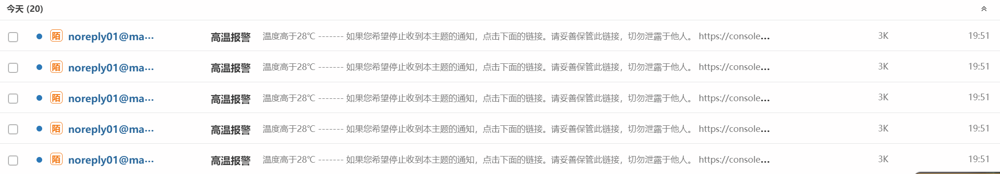 今天 (20)
陌 noreply01@ma··· 高温报警 温度高于28℃ ------- 如果您希望停止收到本主题的通知，点击下面的链接。请妥善保管此链接，切勿泄露于他人。 https://console... 3K 19:51
陌 noreply01@ma··· 高温报警 温度高于28℃ ------- 如果您希望停止收到本主题的通知，点击下面的链接。请妥善保管此链接，切勿泄露于他人。 https://console... 3K 19:51
陌 noreply01@ma··· 高温报警 温度高于28℃ ------- 如果您希望停止收到本主题的通知，点击下面的链接。请妥善保管此链接，切勿泄露于他人。 https://console... 3K 19:51
陌 noreply01@ma··· 高温报警 温度高于28℃ ------- 如果您希望停止收到本主题的通知，点击下面的链接。请妥善保管此链接，切勿泄露于他人。 https://console... 3K 19:51
陌 noreply01@ma··· 高温报警 温度高于28℃ ------- 如果您希望停止收到本主题的通知，点击下面的链接。请妥善保管此链接，切勿泄露于他人。 https://console... 3K 19:51